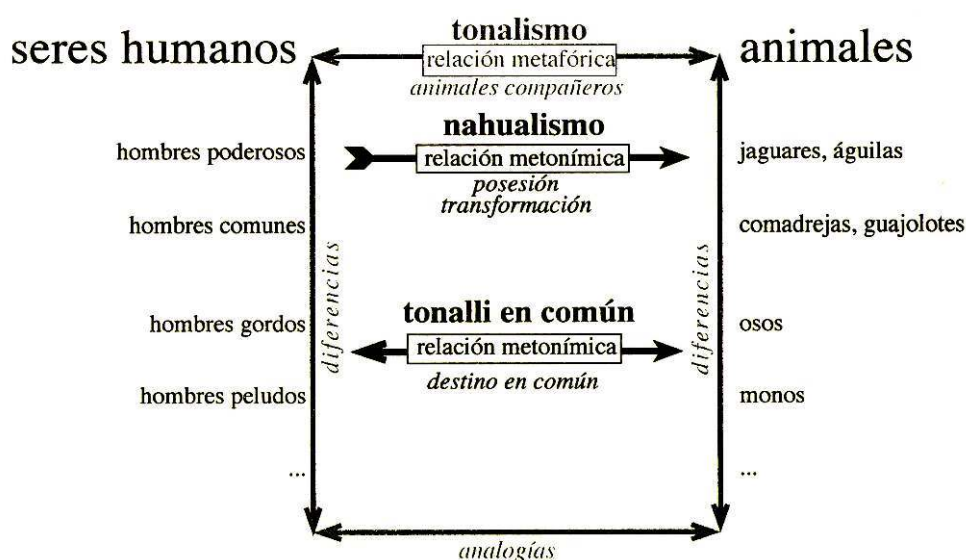 tonalismo
seres humanos
animales
relación metafórica
animales compañeros
nahualismo
hombres poderosos
relación metonímica
jaguares, águilas
posesión
transformación
hombres comunes
comadrejas, guajolotes
diferencias
diferencias
tonalli en común
hombres gordos
relación metonímica
osos
destino en común
hombres peludos
monos
...
...
analogías